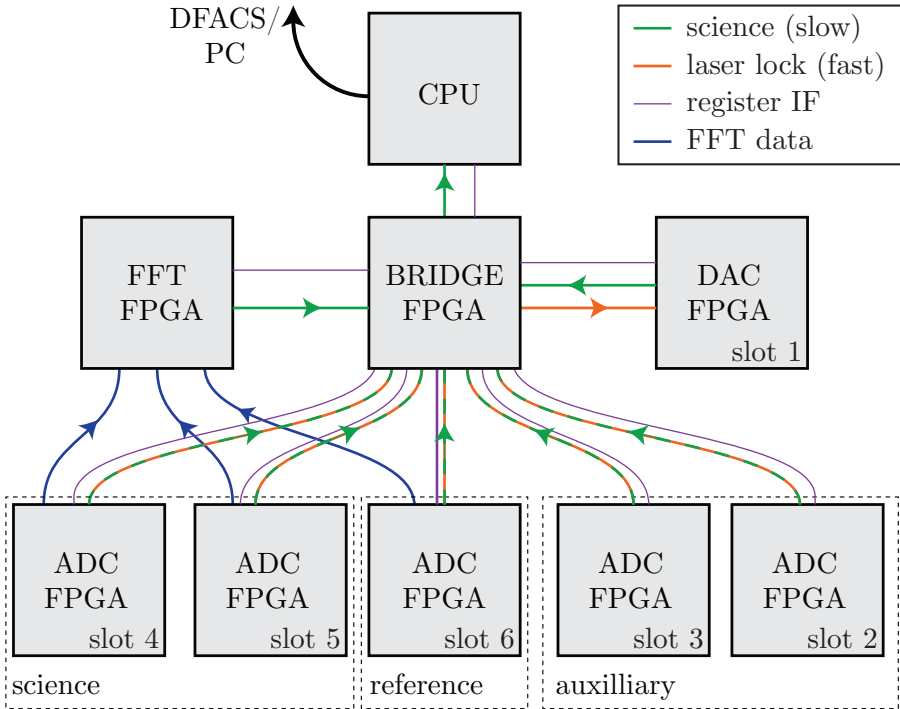 DFACS/
PC
CPU
science (slow)
laser lock (fast)
register IF
FFT data
FFT
FPGA
BRIDGE
FPGA
DAC
FPGA
slot 1
ADC
FPGA
slot 4
ADC
FPGA
slot 5
ADC
FPGA
slot 6
ADC
FPGA
slot 3
ADC
FPGA
slot 2
science
reference
auxilliary